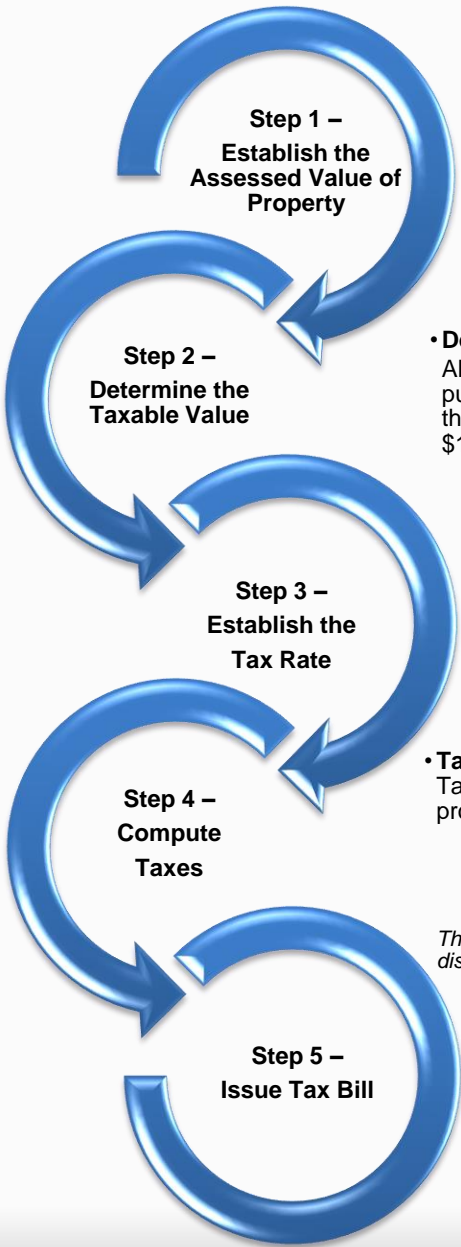 Step 1 –
Establish the
Assessed Value of
Property
Step 2 –
Determine the
Taxable Value
•
$1
Step 3 –
Establish the
Tax Rate
•
Step 4 –
Compute
Taxes
Step 5 –
Issue Tax Bill